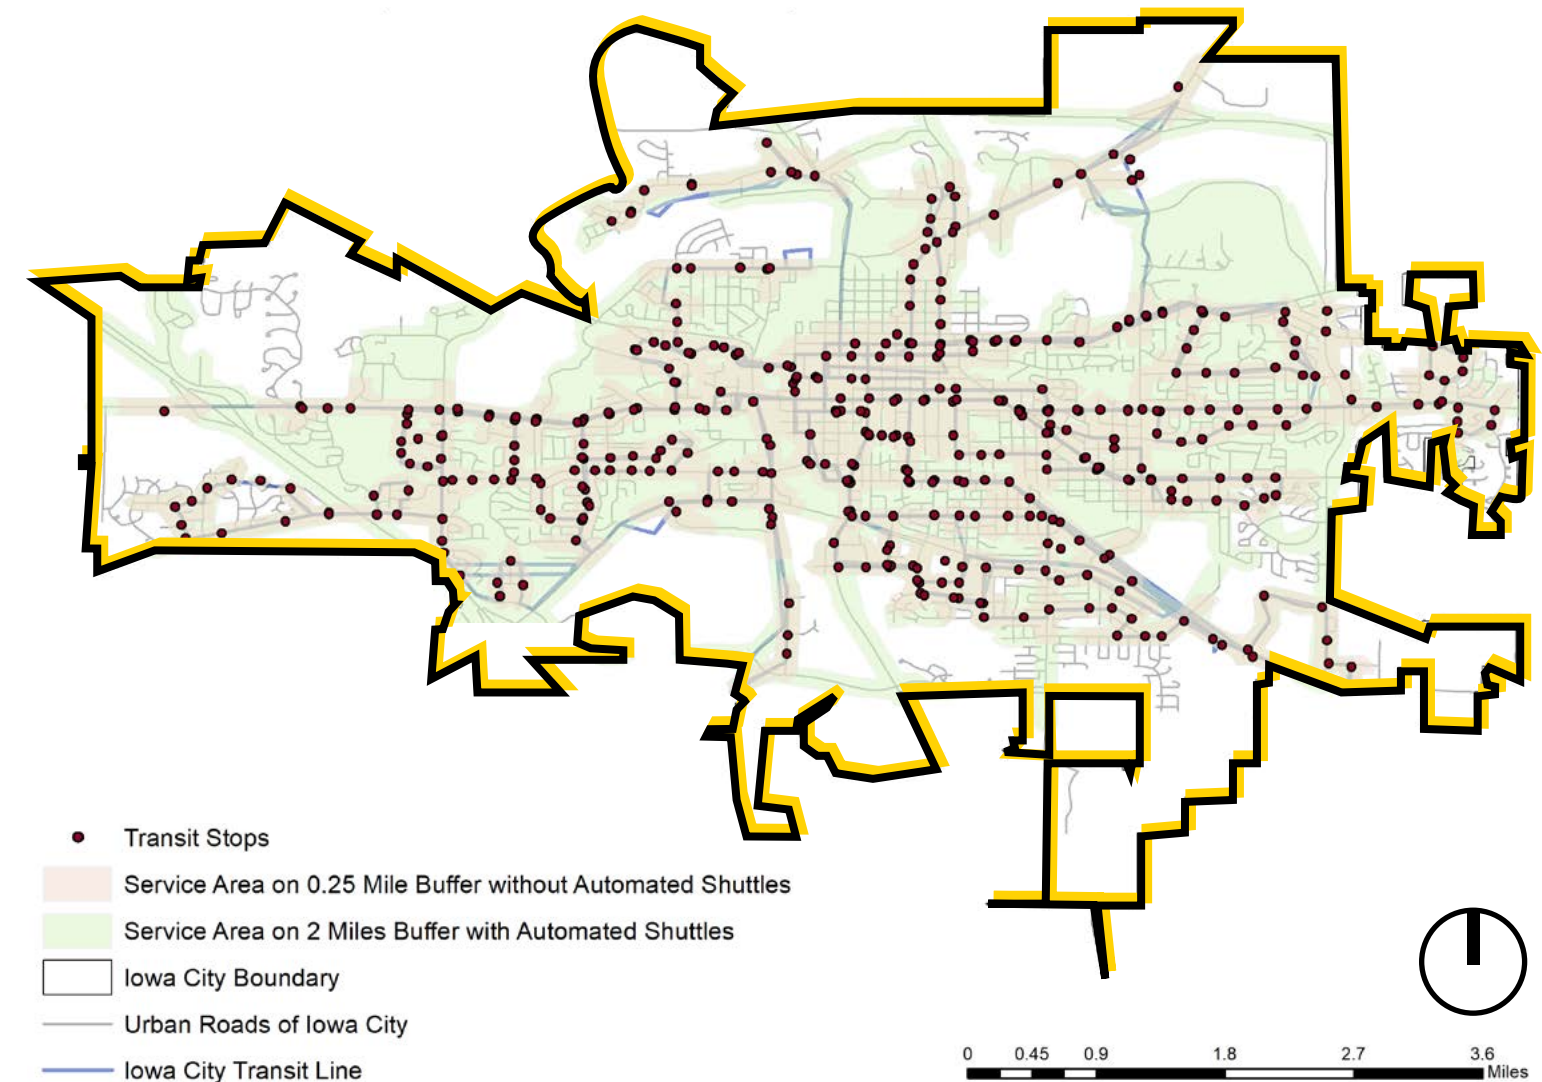 Transit Stops
Service Area on 0.25 Mile Buffer without Automated Shuttles
Service Area on 2 Miles Buffer with Automated Shuttles
Iowa City Boundary
Urban Roads of Iowa City
Iowa City Transit Line
0 0.45 0.9 1.8 2.7 3.6
Miles